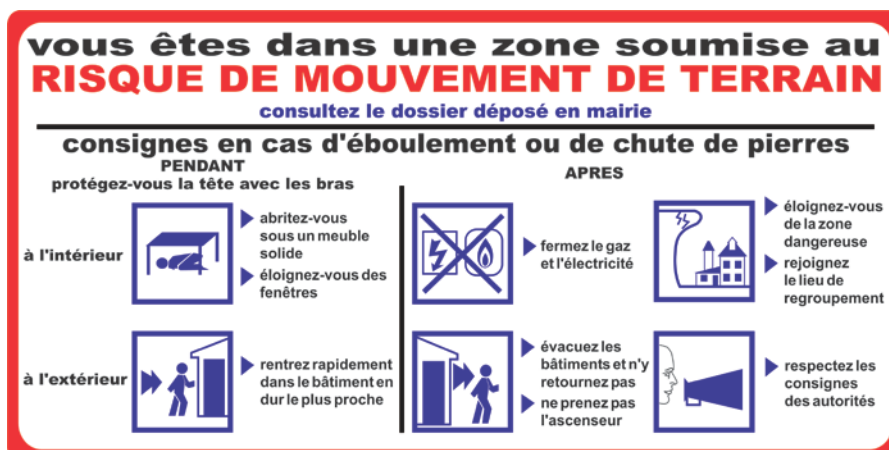 vous êtes dans une zone soumise au
RISQUE DE MOUVEMENT DE TERRAIN
consultez le dossier déposé en mairie
consignes en cas d'éboulement ou de chute de pierres
PENDANT
protégez-vous la tête avec les bras
à l'intérieur
abritez-vous
sous un meuble
solide
éloignez-vous des
fenêtres
à l'extérieur
rentrez rapidement
dans le bâtiment en
dur le plus proche
APRES
fermez le gaz
et l'électricité
éloignez-vous
de la zone
dangereuse
rejoignez
le lieu de
regroupement
évacuez les
bâtiments et n'y
retournez pas
ne prenez pas
l'ascenseur
respectez les
consignes
des autorités